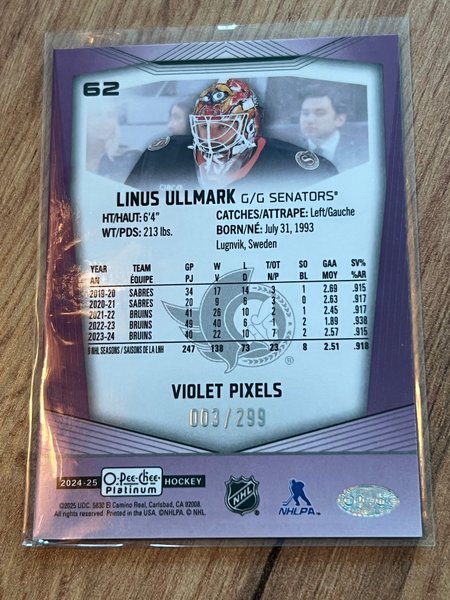 62
LINUS ULLMARK G/G SENATORS®
HT/HAUT: 6'4" CATCHES/ATTRAPE: Left/Gauche
WT/PDS: 213 lbs. BORN/NÉ: July 31, 1993
Lugnvik, Sweden
YEAR TEAM GP W L T/OT SO GAA SV%
AN ÉQUIPE PJ V D N/P BL MOY %AR
2019-20 SABRES 34 17 14 3 1 2.69 .915
2020-21 SABRES 20 9 6 3 0 2.63 .917
2021-22 BRUINS 41 26 10 2 1 2.45 .917
2022-23 BRUINS 49 40 6 1 2 1.89 .938
2023-24 BRUINS 40 22 10 7 2 2.57 .915
9 NHL SEASONS / SAISONS DE LA LNH 247 138 73 23 8 2.51 .918
VIOLET PIXELS
003/299
2024-25 O-Pee-Chee Platinum HOCKEY
©2025 UDC. 5830 El Camino Real, Carlsbad, CA 92008.
All rights reserved. Printed in the USA. ©NHLPA. © NHL.
NHL
NHLPA™